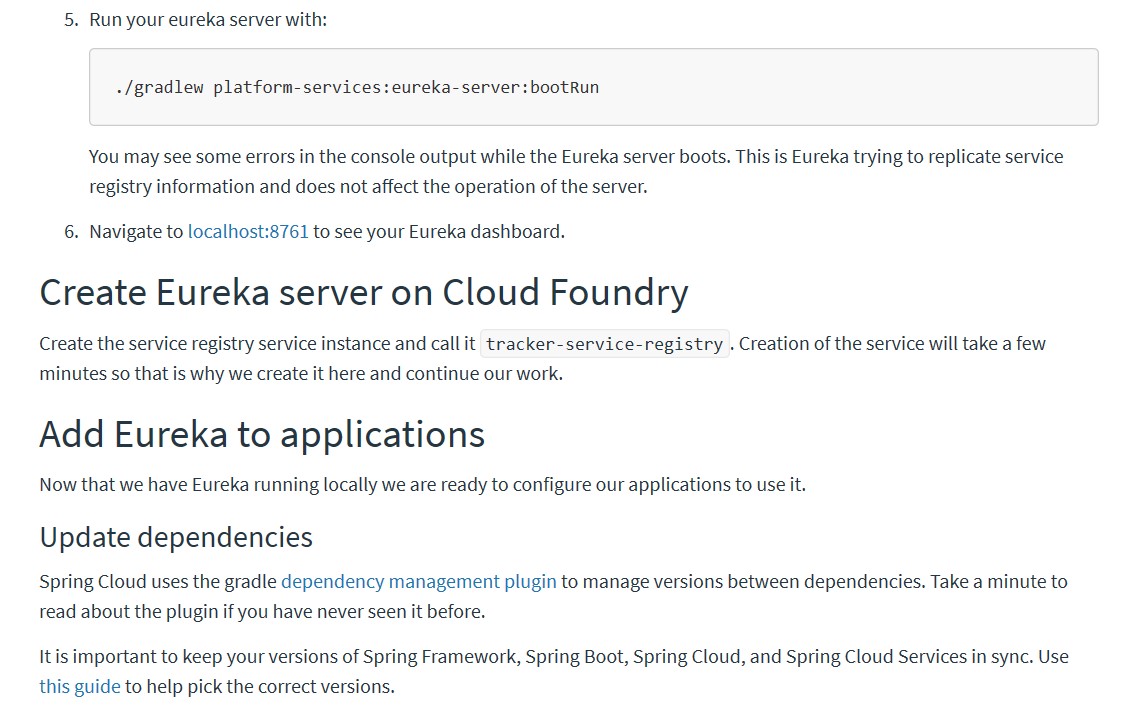 5. Run your eureka server with:
./gradlew platform-services:eureka-server:bootRun
You may see some errors in the console output while the Eureka server boots. This is Eureka trying to replicate service
registry information and does not affect the operation of the server.
6. Navigate to localhost:8761 to see your Eureka dashboard.
Create Eureka server on Cloud Foundry
Create the service registry service instance and call it tracker-service-registry. Creation of the service will take a few
minutes so that is why we create it here and continue our work.
Add Eureka to applications
Now that we have Eureka running locally we are ready to configure our applications to use it.
Update dependencies
Spring Cloud uses the gradle dependency management plugin to manage versions between dependencies. Take a minute to
read about the plugin if you have never seen it before.
It is important to keep your versions of Spring Framework, Spring Boot, Spring Cloud, and Spring Cloud Services in sync. Use
this guide to help pick the correct versions.